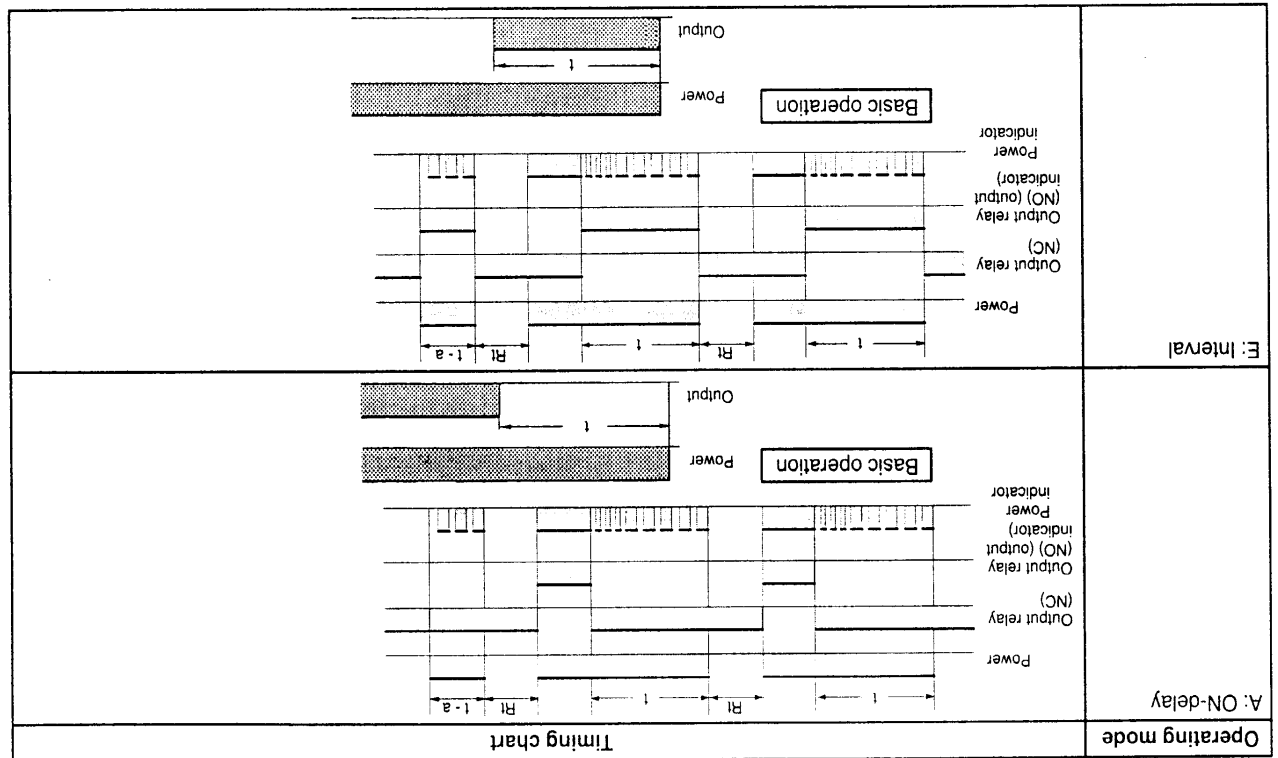 Operating mode
Timing chart
A: ON-delay
t
Rt
t
Rt
t - a
Power
Output relay
(NC)
Output relay
(NO) (output
indicator)
Power
indicator
Basic operation
Power
t
Output
E: Interval
t
Rt
t
Rt
t - a
Power
Output relay
(NC)
Output relay
(NO) (output
indicator)
Power
indicator
Basic operation
Power
t
Output